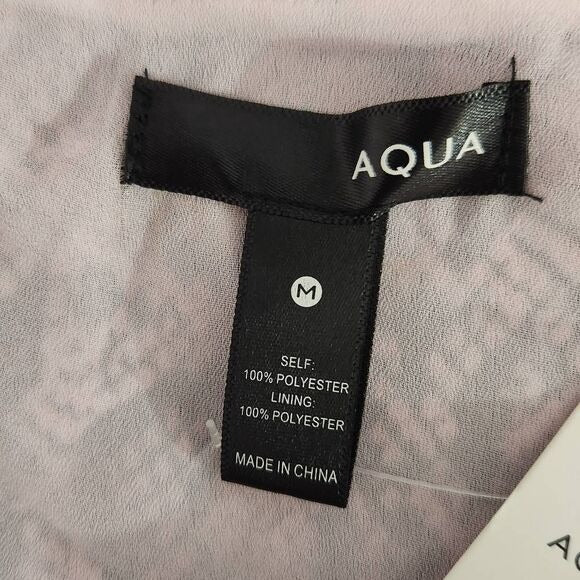 AQUA
M
SELF:
100% POLYESTER
LINING:
100% POLYESTER
MADE IN CHINA